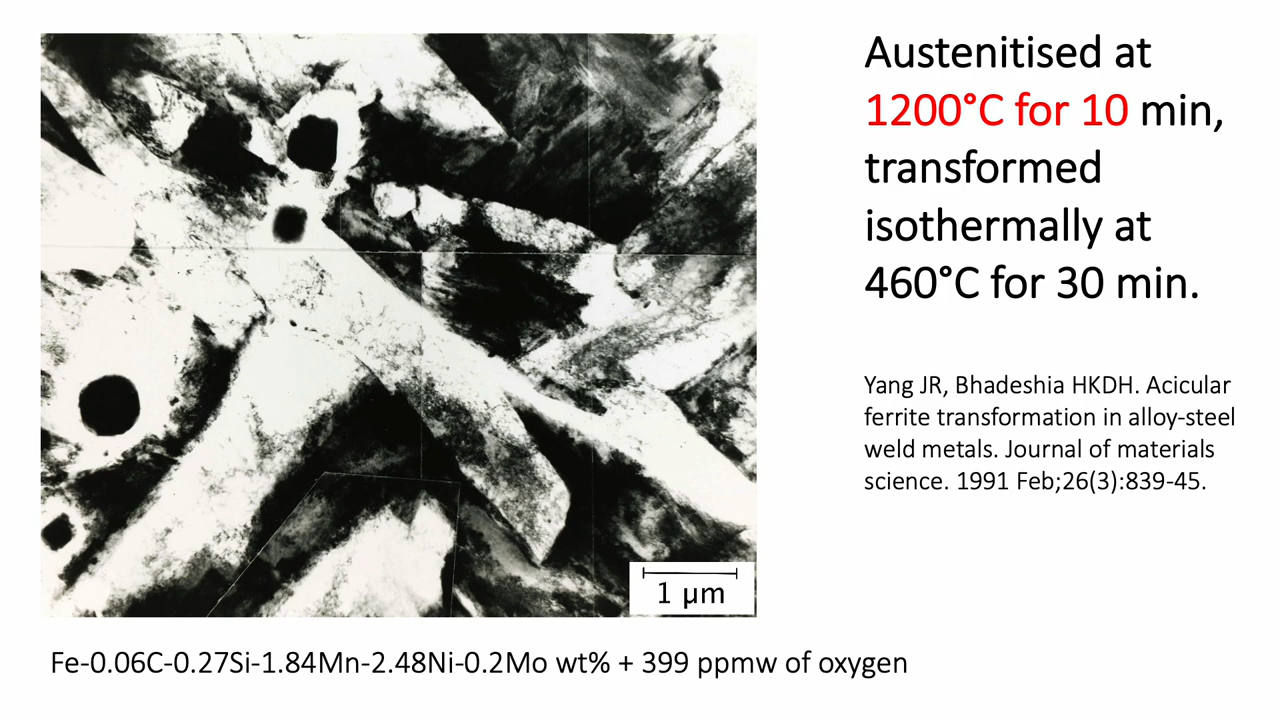 Austenitised at
1200°C for 10 min,
transformed
isothermally at
460°C for 30 min.
Yang JR, Bhadeshia HKDH. Acicular
ferrite transformation in alloy-steel
weld metals. Journal of materials
science. 1991 Feb;26(3):839-45.
1 μm
Fe-0.06C-0.27Si-1.84Mn-2.48Ni-0.2Mo wt% + 399 ppmw of oxygen